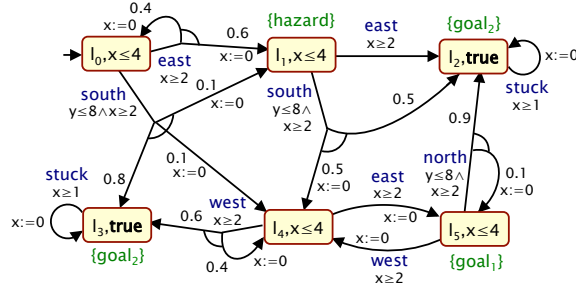 0.4
x:=0
l₀,x≤4
east
x≥2
0.6
x:=0
{hazard}
l₁,x≤4
east
x≥2
{goal₂}
l₂,true
x:=0
stuck
x≥1
south
y≤8∧x≥2
0.1
x:=0
south
y≤8∧
x≥2
0.5
0.9
0.1
x:=0
0.5
x:=0
north
y≤8∧
x≥2
0.1
x:=0
stuck
x≥1
0.8
x:=0
l₃,true
{goal₂}
west
x≥2
0.6
0.4
x:=0
l₄,x≤4
east
x≥2
x:=0
x:=0
west
x≥2
l₅,x≤4
{goal₁}